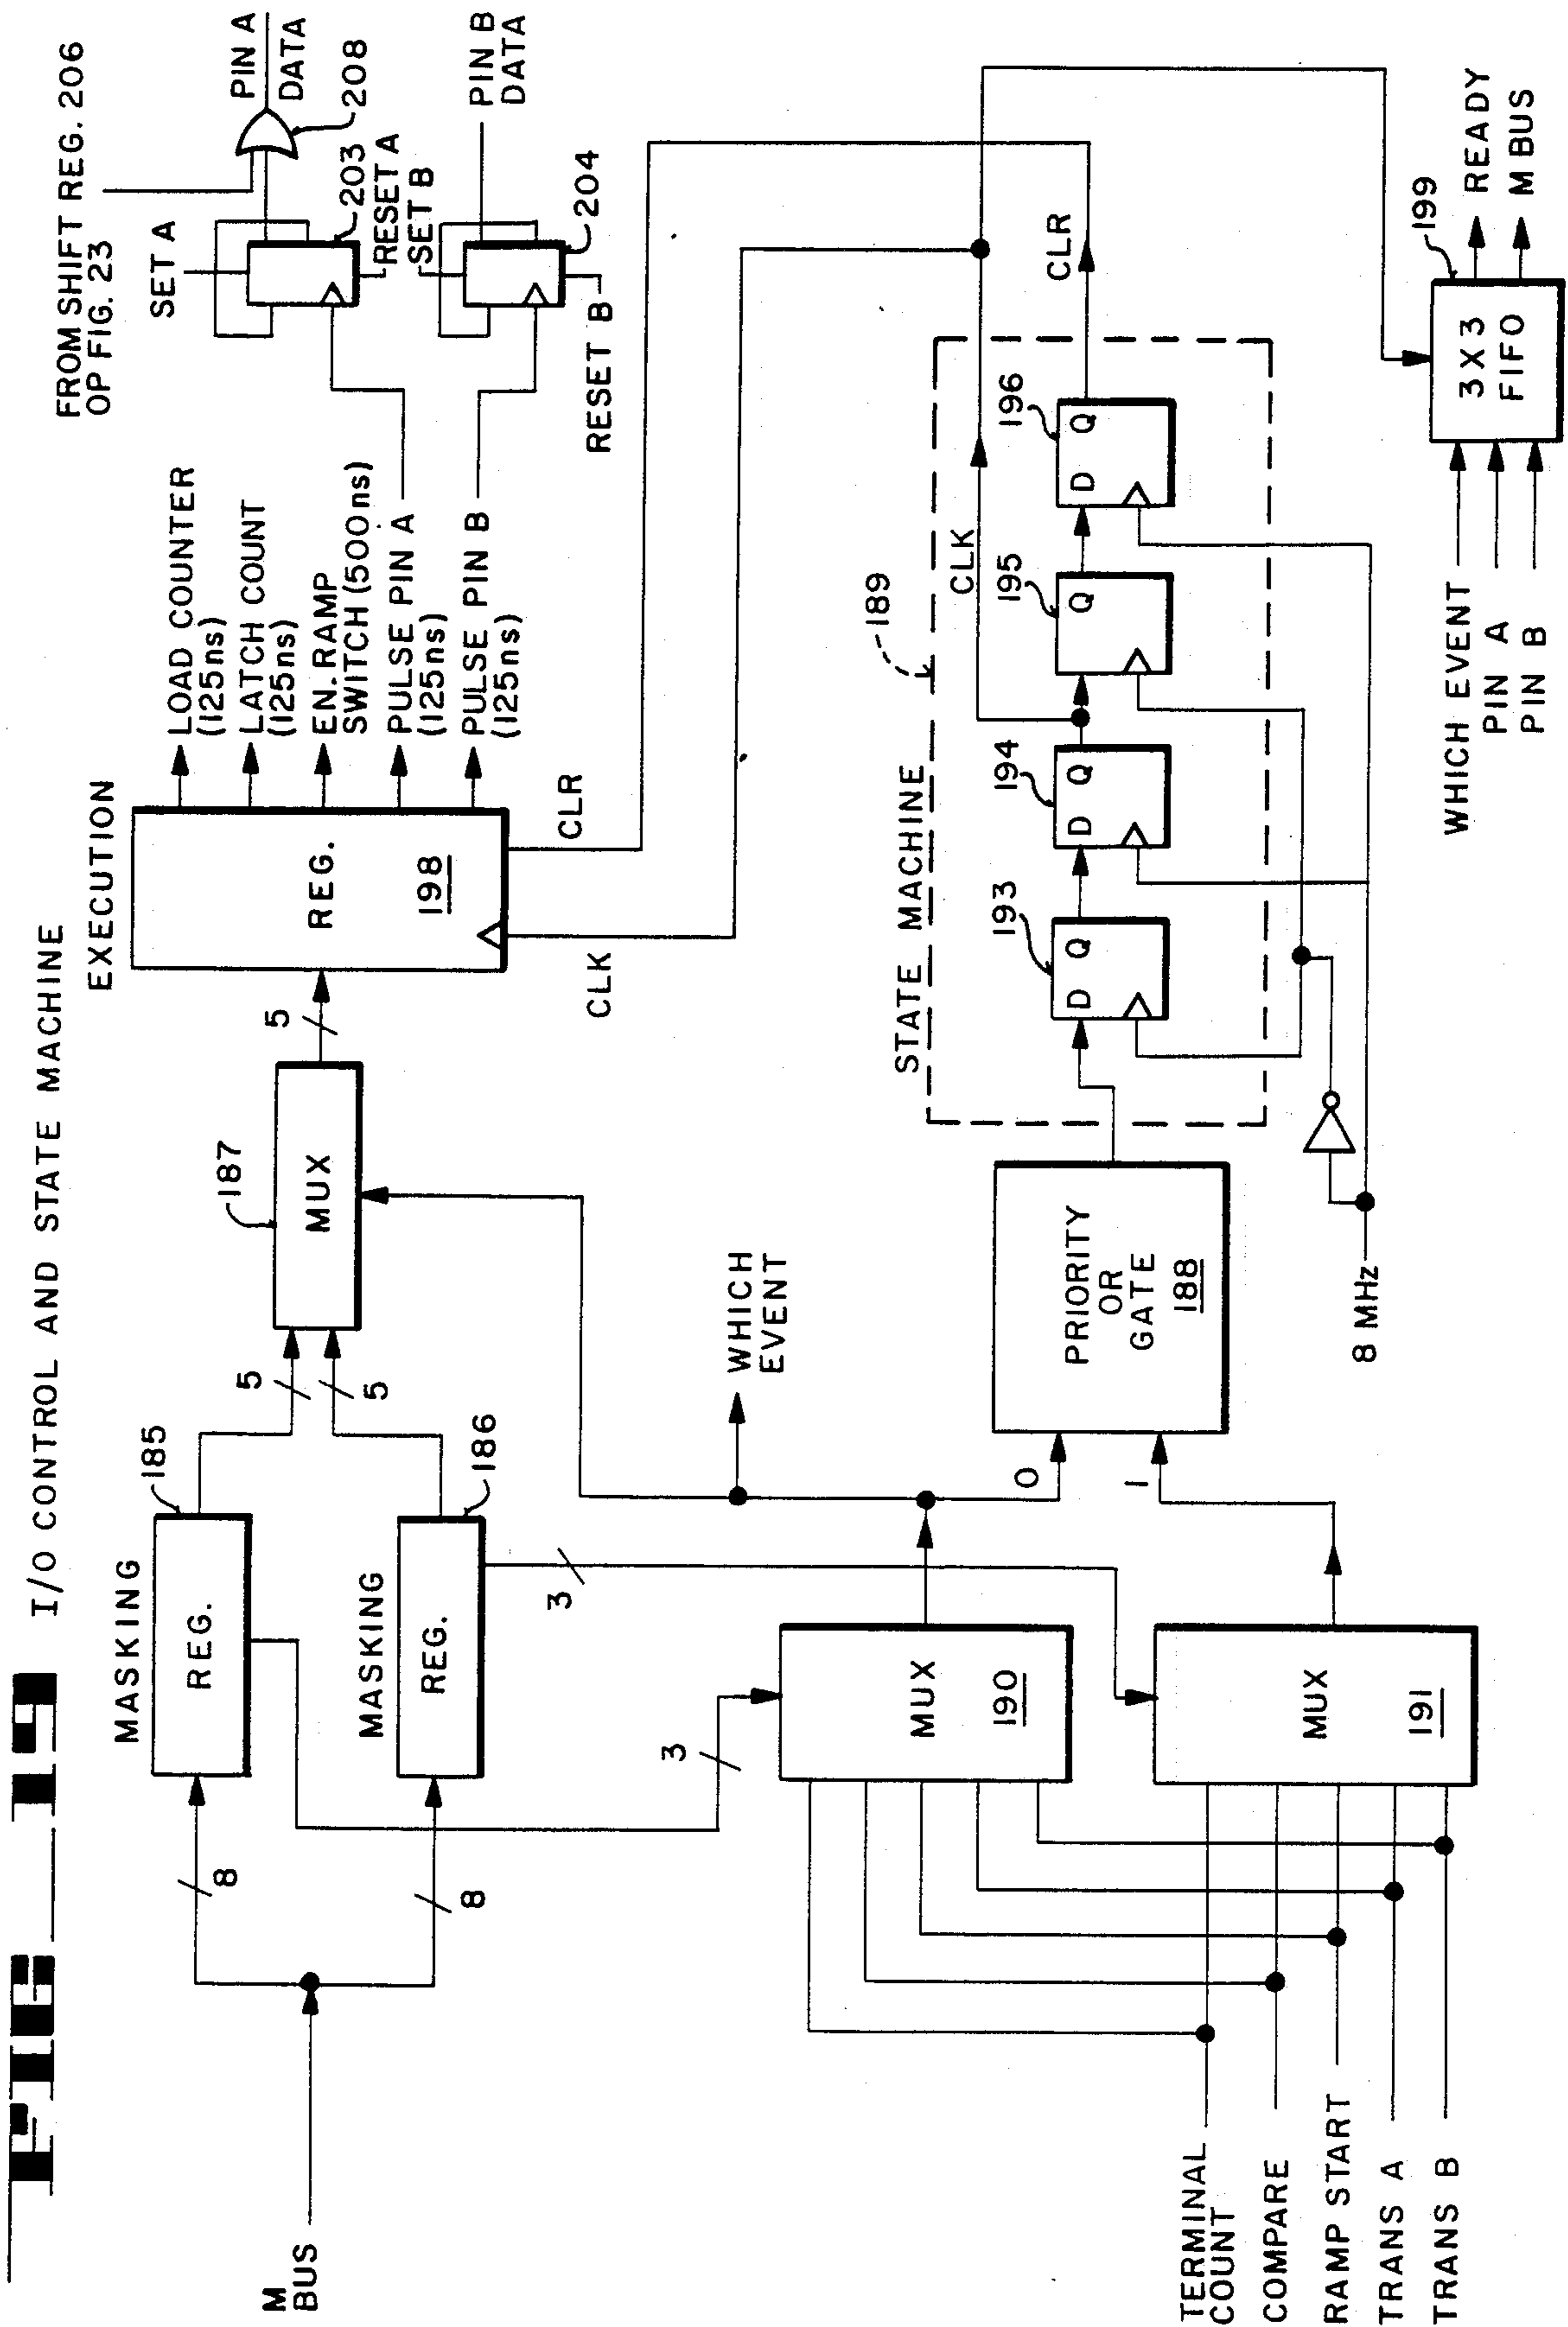 FIG 19
I/O CONTROL AND STATE MACHINE
M
BUS
8
8
MASKING
REG.
185
MASKING
REG.
186
5
5
3
3
187
MUX
5
EXECUTION
REG.
198
CLK
CLR
LOAD COUNTER
(125ns)
LATCH COUNT
(125ns)
EN. RAMP
SWITCH (500ns)
PULSE PIN A
(125ns)
PULSE PIN B
(125ns)
FROM SHIFT REG. 206
OP FIG. 23
SET A
203
RESET A
SET B
204
RESET B
PIN A
DATA
208
PIN B
DATA
WHICH
EVENT
MUX
190
MUX
191
TERMINAL
COUNT
COMPARE
RAMP START
TRANS A
TRANS B
0
1
PRIORITY
OR
GATE
188
8 MHz
STATE MACHINE
189
193
D Q
194
D Q
195
Q
196
D Q
CLK
CLR
WHICH EVENT
PIN A
PIN B
3 X 3
FIFO
199
READY
M BUS